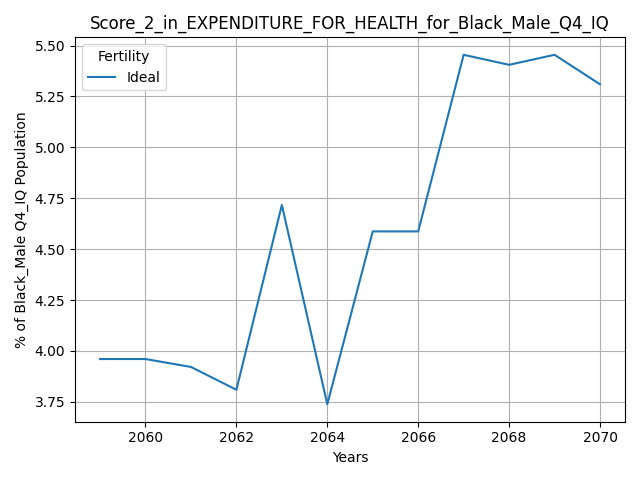 Score_2_in_EXPENDITURE_FOR_HEALTH_for_Black_Male_Q4_IQ
Fertility
Ideal
% of Black_Male Q4_IQ Population
5.50
5.25
5.00
4.75
4.50
4.25
4.00
3.75
2060 2062 2064 2066 2068 2070
Years